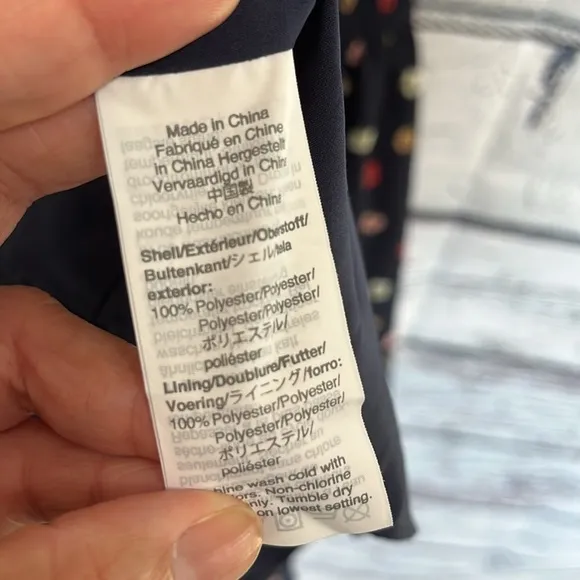 Made in China
Fabriqué en Chine
in China Hergestellt
Vervaardigd in China
中国製
Hecho en China
Shell/Extérieur/Oberstoff/
Buitenkant/シェル/tela
exterior:
100% Polyester/Polyester/
Polyester/Polyester/
ポリエステル/
poliéster
Lining/Doublure/Futter/
Voering/ライニング/forro:
100% Polyester/Polyester/
Polyester/Polyester/
ポリエステル/
poliéster
wash cold with
Non-chlorine
Tumble dry
on lowest setting.